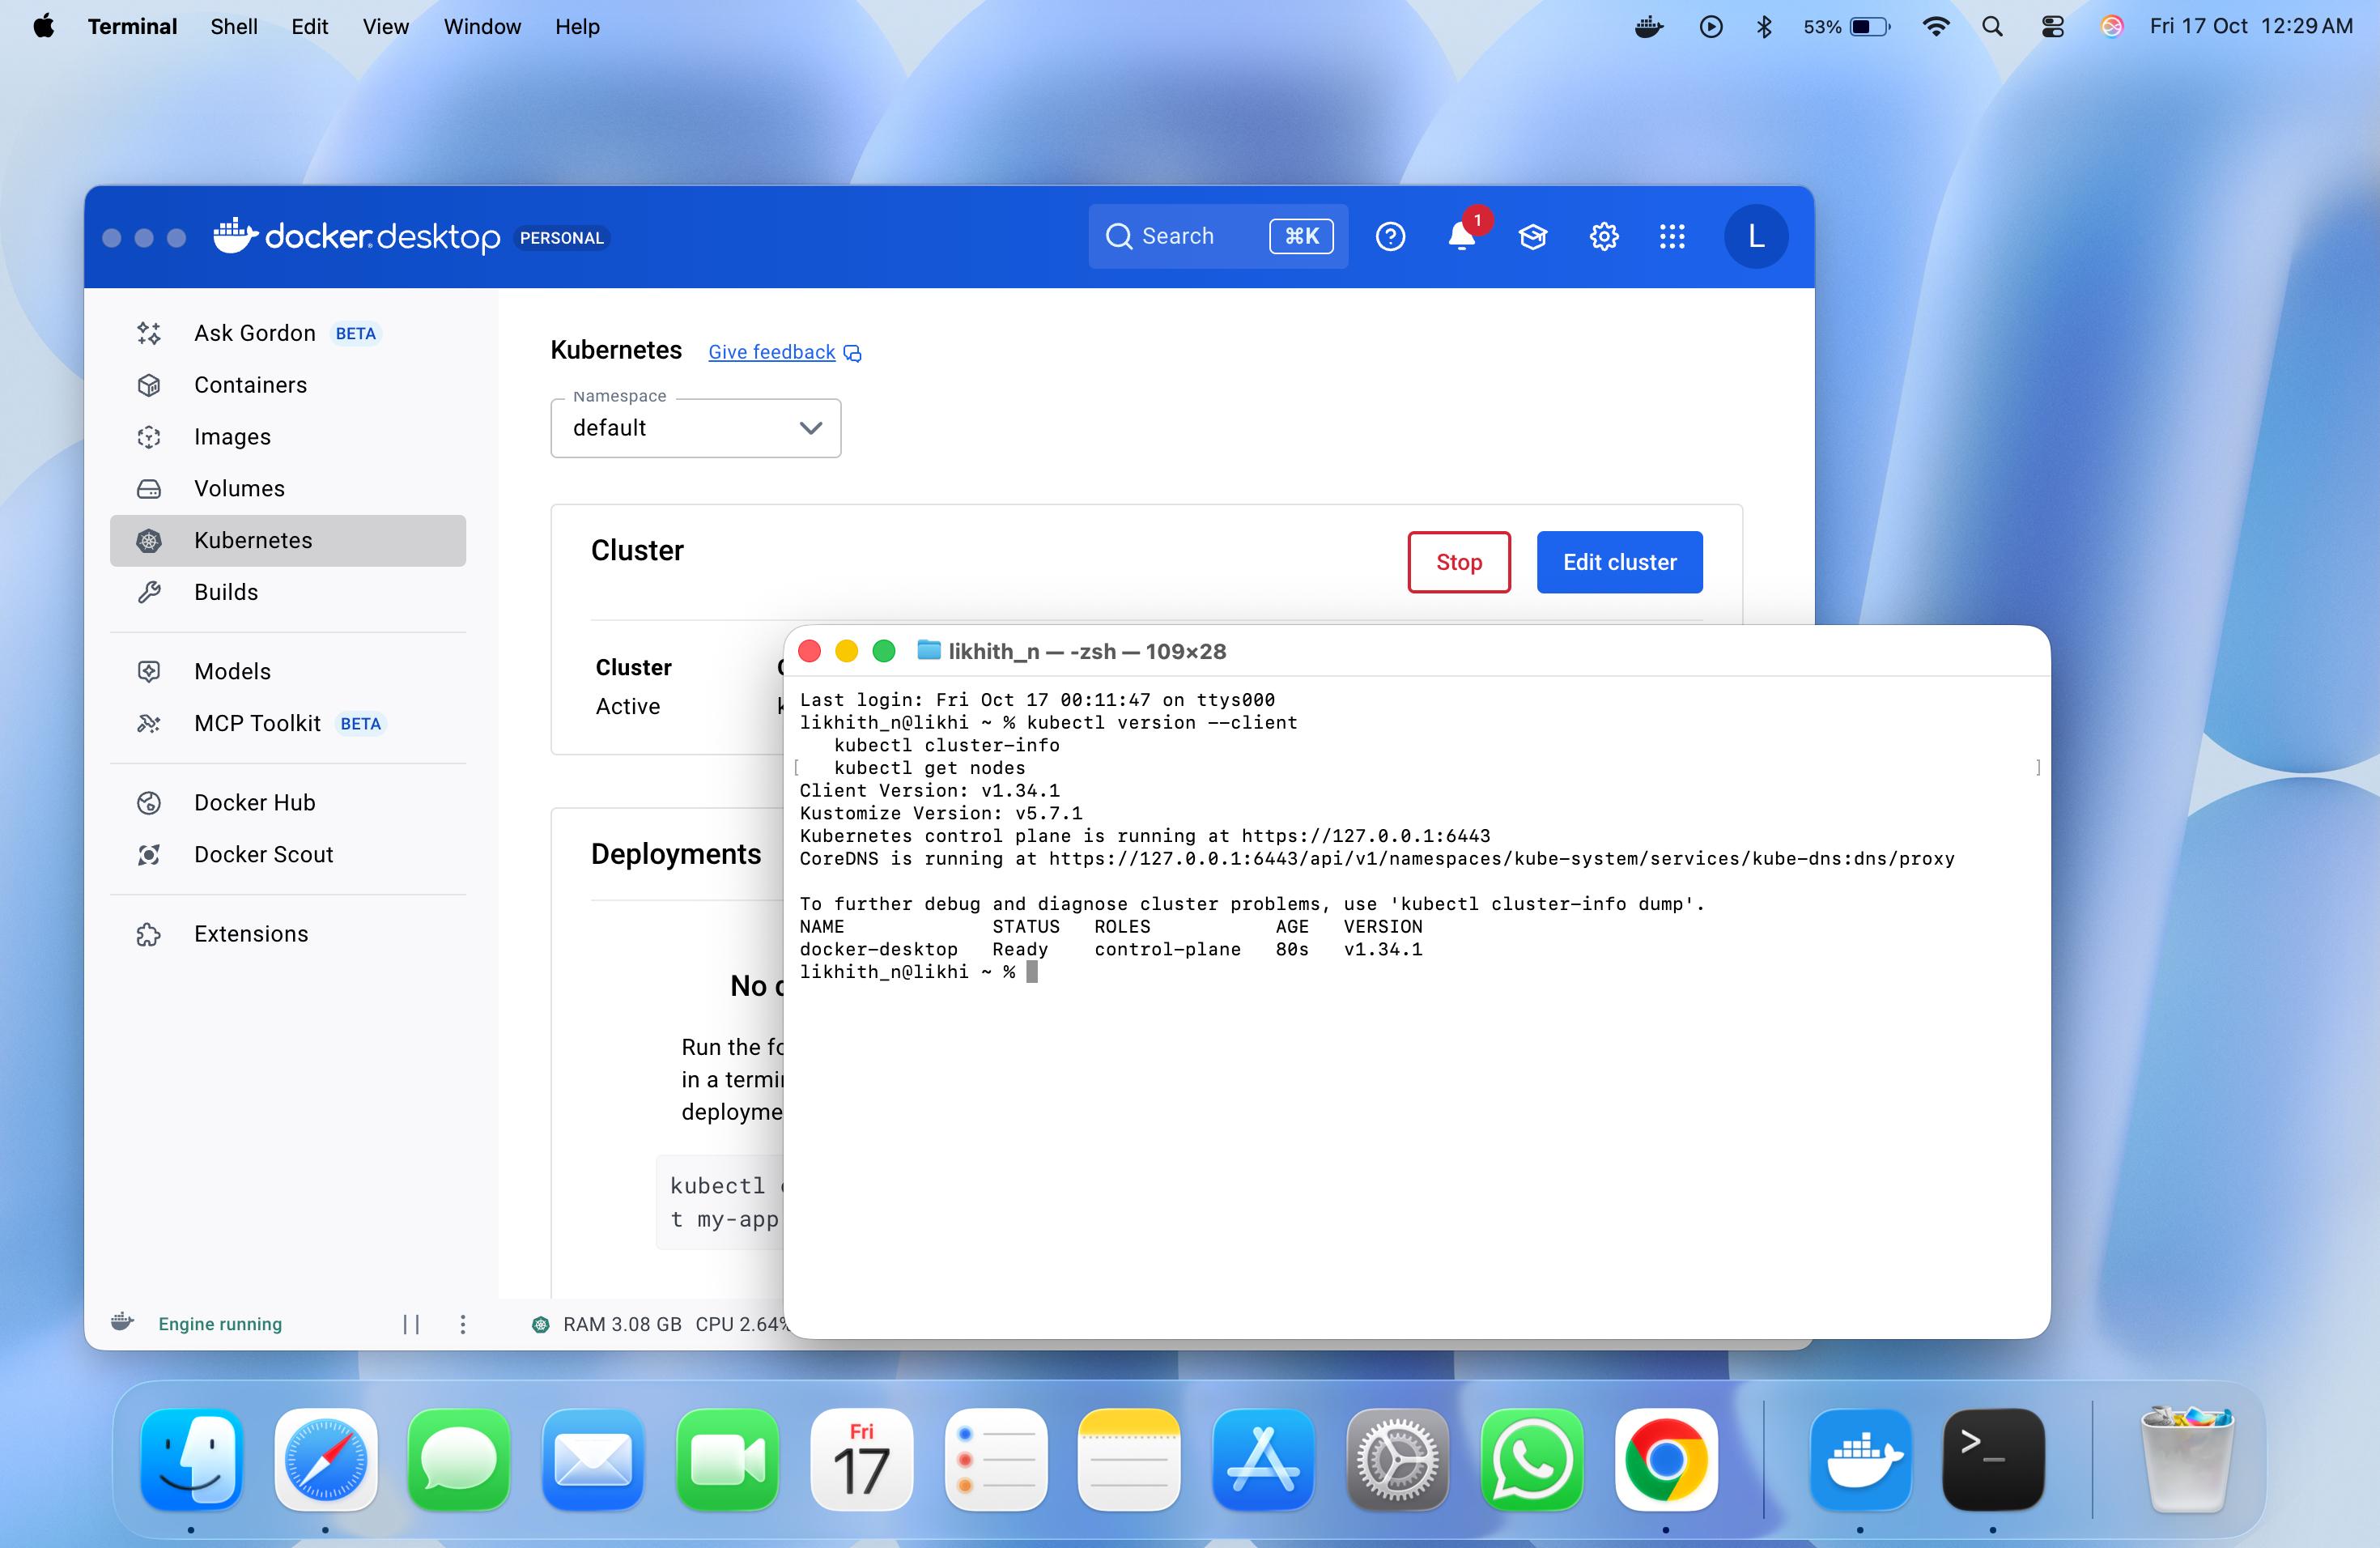 Terminal Shell Edit View Window Help
53% Fri 17 Oct 12:29 AM
docker desktop PERSONAL
Search ⌘K
1
L
Ask Gordon BETA
Containers
Images
Volumes
Kubernetes
Builds
Models
MCP Toolkit BETA
Docker Hub
Docker Scout
Extensions
Engine running
Kubernetes Give feedback
Namespace
default
Cluster
Stop Edit cluster
Cluster
Active
Deployments
No
Run the
in a
kubectl
t my-app
RAM 3.08 GB CPU 2.64%
likhith_n — -zsh — 109×28
Last login: Fri Oct 17 00:11:47 on ttys000
likhith_n@likhi ~ % kubectl version --client
kubectl cluster-info
[ kubectl get nodes ]
Client Version: v1.34.1
Kustomize Version: v5.7.1
Kubernetes control plane is running at https://127.0.0.1:6443
CoreDNS is running at https://127.0.0.1:6443/api/v1/namespaces/kube-system/services/kube-dns:dns/proxy
To further debug and diagnose cluster problems, use 'kubectl cluster-info dump'.
NAME STATUS ROLES AGE VERSION
docker-desktop Ready control-plane 80s v1.34.1
likhith_n@likhi ~ %
Fri
17
>_